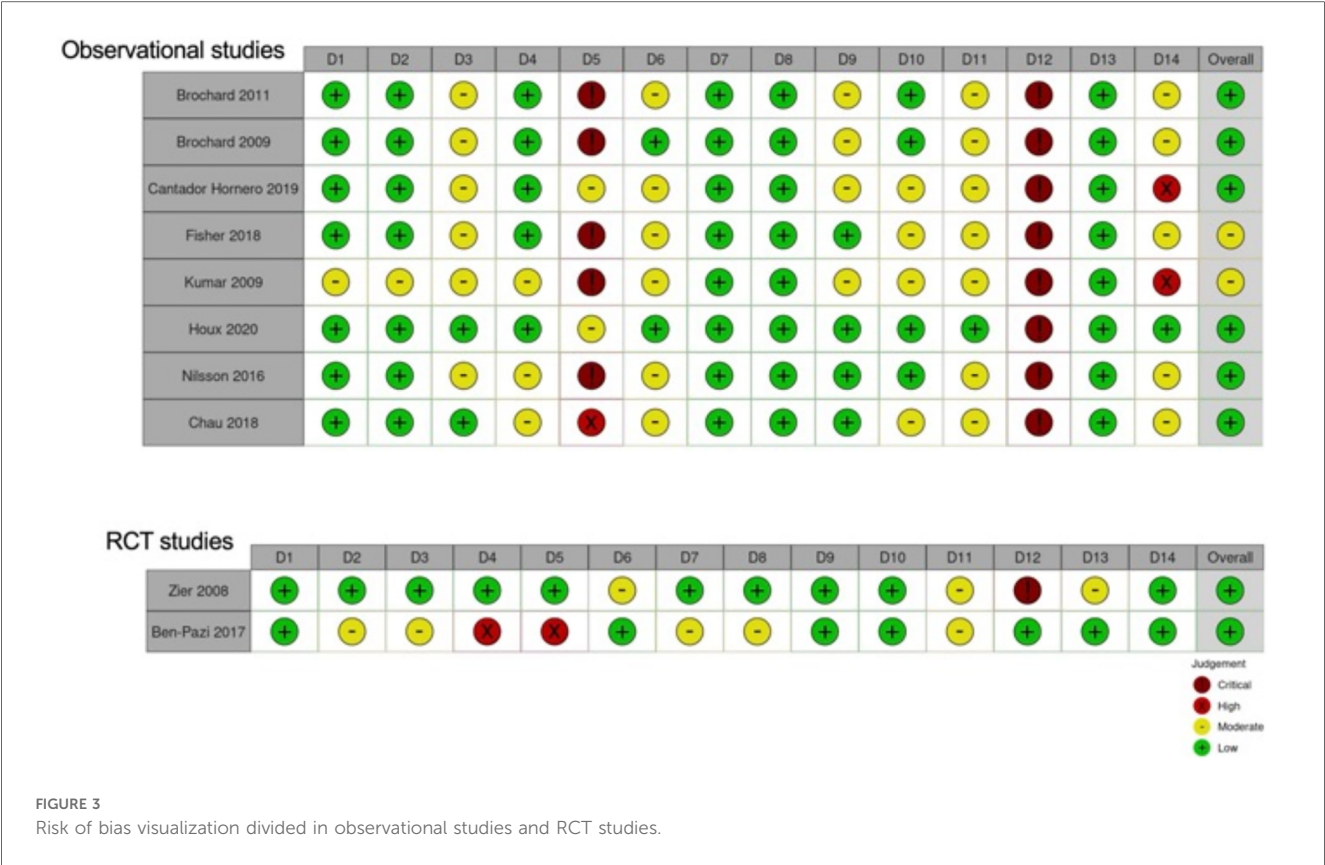 Observational studies
D1 D2 D3 D4 D5 D6 D7 D8 D9 D10 D11 D12 D13 D14 Overall
Brochard 2011 + + - + ! - + + - + - ! + - +
Brochard 2009 + + - + ! + + + - + - ! + - +
Cantador Hornero 2019 + + - + - - + + - - - ! + X +
Fisher 2018 + + - + ! - + + + - - ! + - -
Kumar 2009 - - - - ! - + + - - - ! + X -
Houx 2020 + + + + - + + + + + + ! + + +
Nilsson 2016 + + - - ! - + + + + - ! + - +
Chau 2018 + + + - X - + + + - - ! + - +
RCT studies
D1 D2 D3 D4 D5 D6 D7 D8 D9 D10 D11 D12 D13 D14 Overall
Zier 2008 + + + + + - + + + + - ! - + +
Ben-Pazi 2017 + - - X X + - - + + - + + + +
Judgement
! Critical
X High
- Moderate
+ Low
FIGURE 3
Risk of bias visualization divided in observational studies and RCT studies.